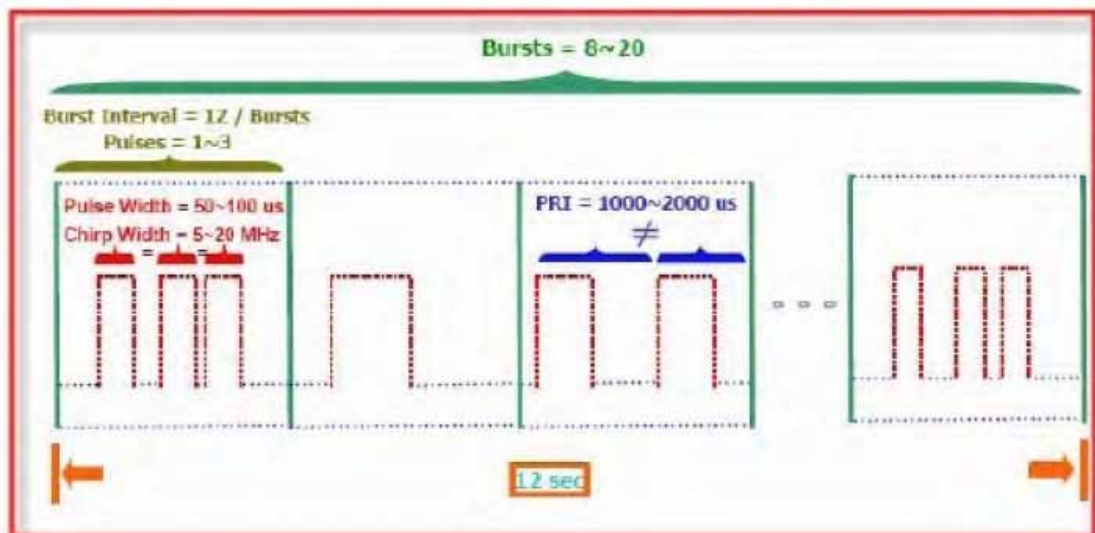 Bursts = 8~20
Burst Interval = 12 / Bursts
Pulses = 1~3
Pulse Width = 50~100 us
Chirp Width = 5~20 MHz
= =
PRI = 1000~2000 us
≠
12 sec